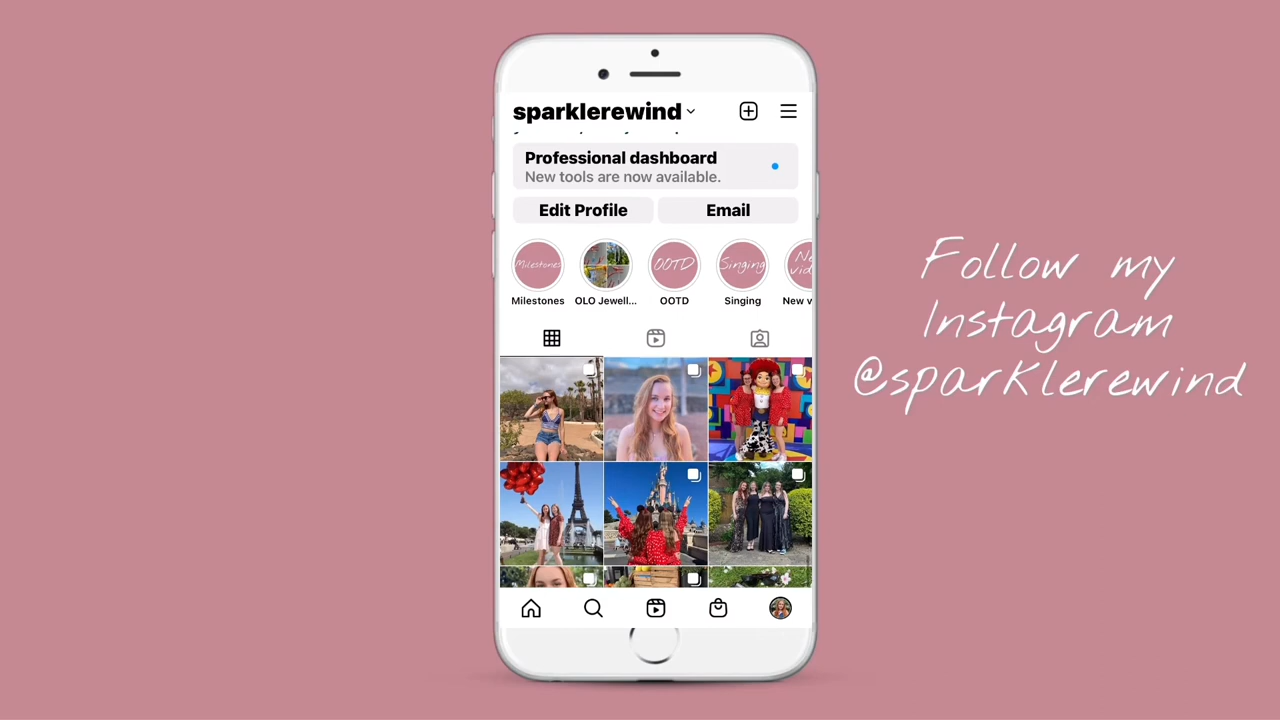 sparklerewind
Professional dashboard
New tools are now available.
Edit Profile
Email
Milestones
OOTD
Singing
Milestones
OLO Jewell...
OOTD
Singing
New v
Follow my
Instagram
@sparklerewind